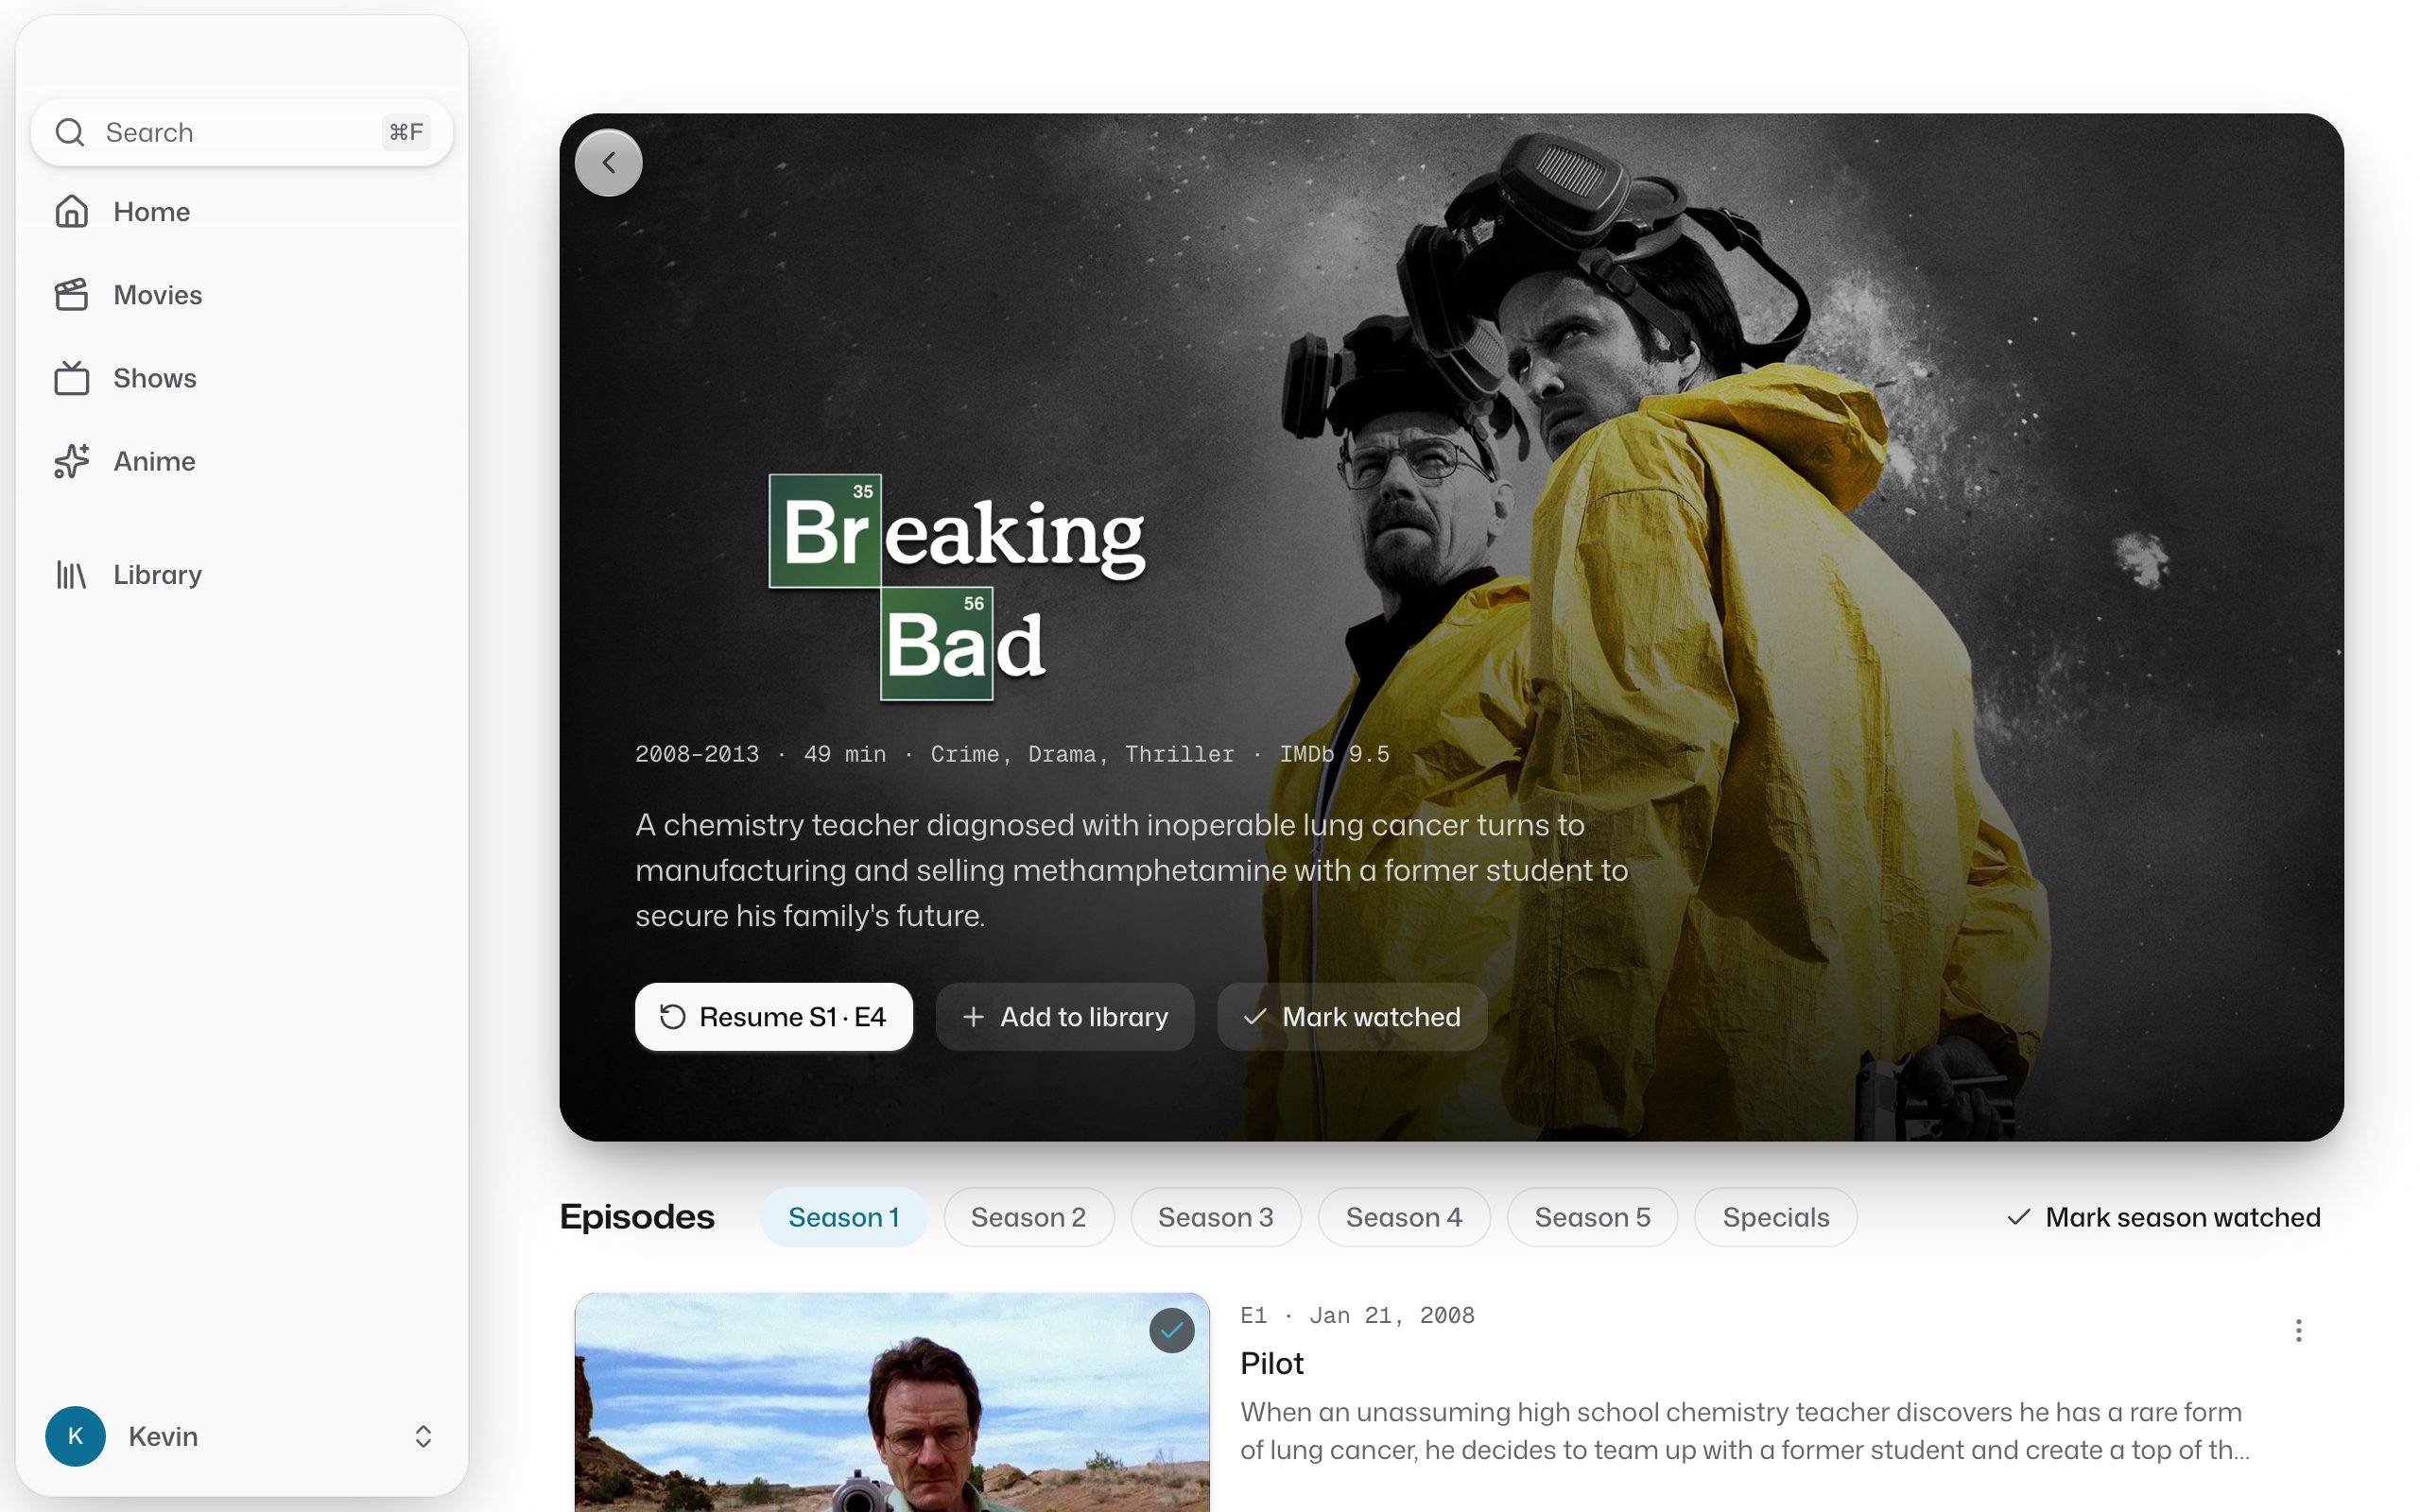 Search ⌘F
Home
Movies
Shows
Anime
Library
35
Breaking
56
Bad
2008–2013 · 49 min · Crime, Drama, Thriller · IMDb 9.5
A chemistry teacher diagnosed with inoperable lung cancer turns to
manufacturing and selling methamphetamine with a former student to
secure his family's future.
Resume S1 · E4 Add to library Mark watched
Episodes Season 1 Season 2 Season 3 Season 4 Season 5 Specials Mark season watched
E1 · Jan 21, 2008
Pilot
When an unassuming high school chemistry teacher discovers he has a rare form
of lung cancer, he decides to team up with a former student and create a top of th...
K Kevin